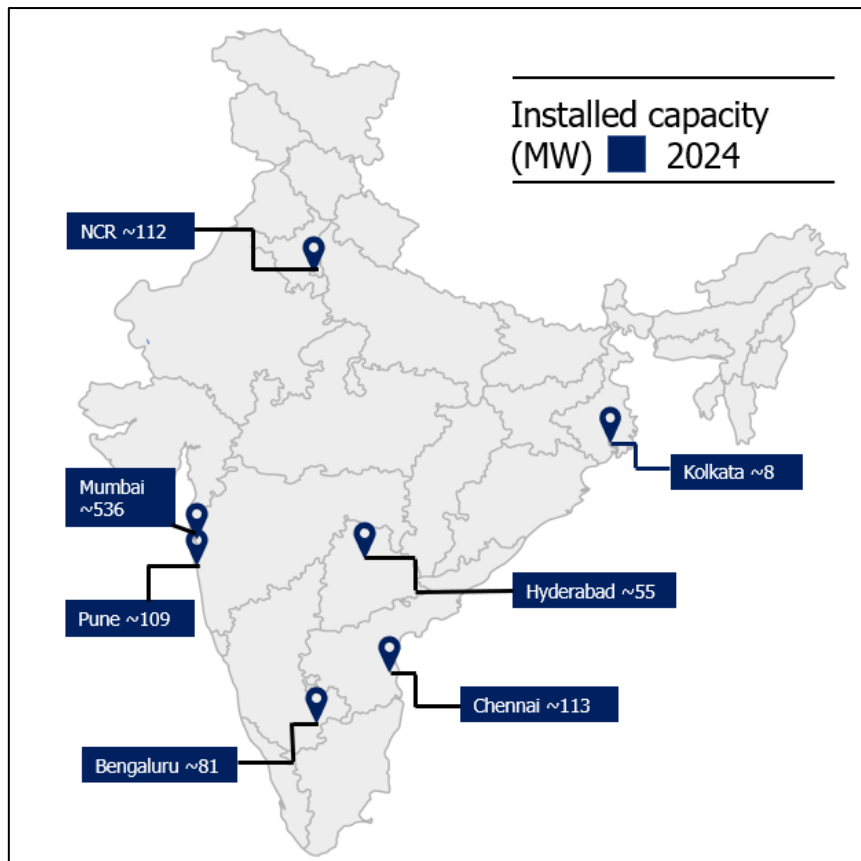 Installed capacity
(MW) 2024
NCR ~112
Kolkata ~8
Mumbai
~536
Hyderabad ~55
Pune ~109
Chennai ~113
Bengaluru ~81